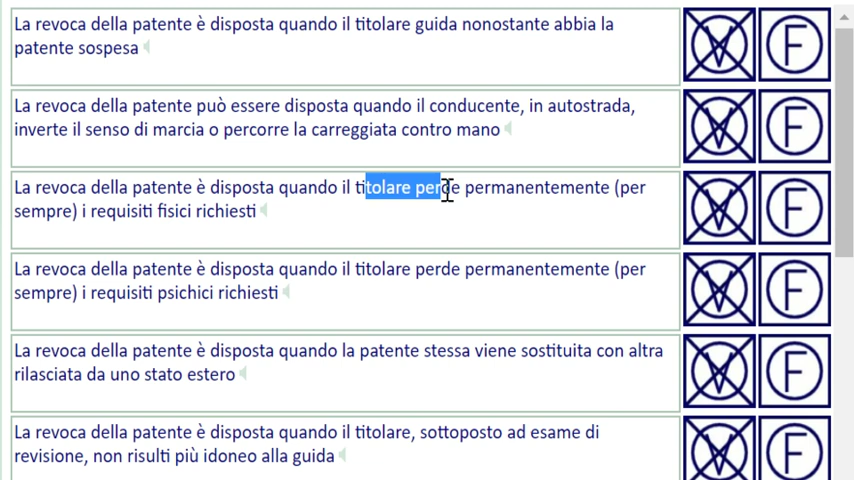 La revoca della patente è disposta quando il titolare guida nonostante abbia la
patente sospesa
V F
La revoca della patente può essere disposta quando il conducente, in autostrada,
inverte il senso di marcia o percorre la carreggiata contro mano
V F
La revoca della patente è disposta quando il titolare perde permanentemente (per
sempre) i requisiti fisici richiesti
V F
La revoca della patente è disposta quando il titolare perde permanentemente (per
sempre) i requisiti psichici richiesti
V F
La revoca della patente è disposta quando la patente stessa viene sostituita con altra
rilasciata da uno stato estero
V F
La revoca della patente è disposta quando il titolare, sottoposto ad esame di
revisione, non risulti più idoneo alla guida
V F